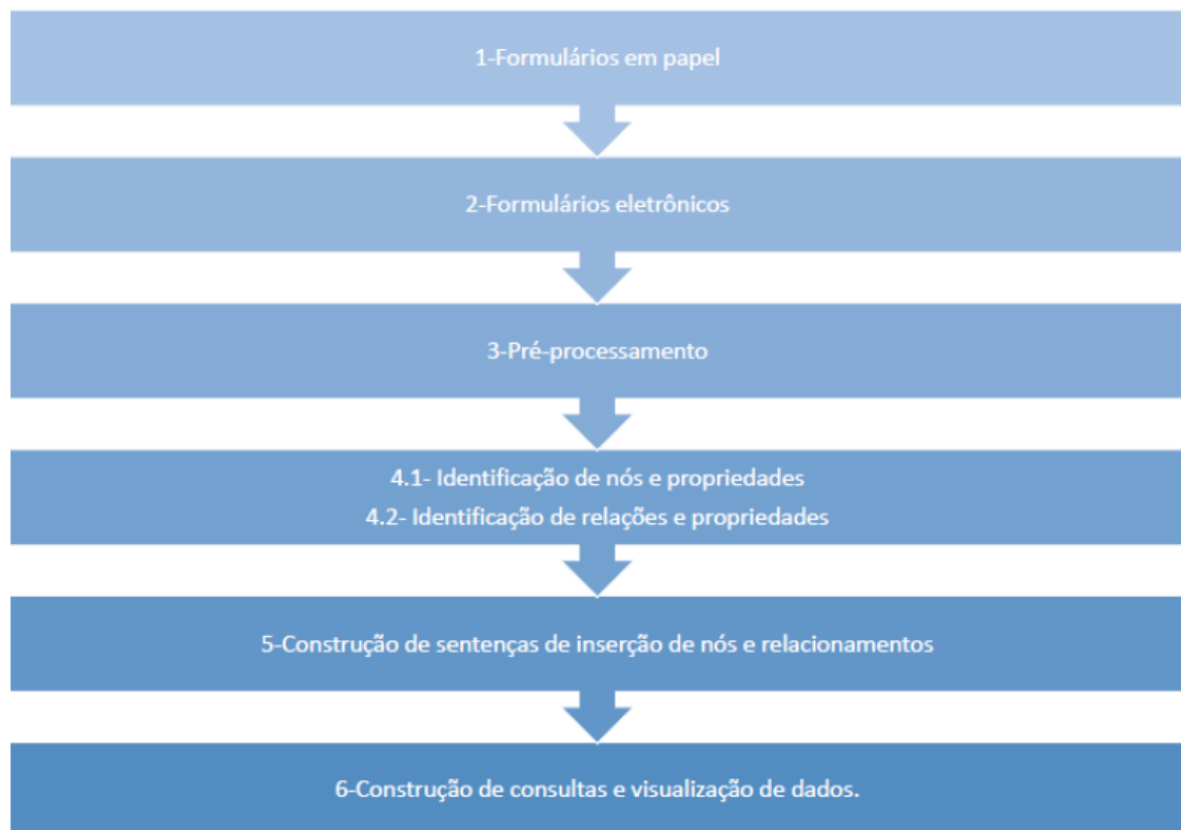 1-Formulários em papel
2-Formulários eletrônicos
3-Pré-processamento
4.1- Identificação de nós e propriedades
4.2- Identificação de relações e propriedades
5-Construção de sentenças de inserção de nós e relacionamentos
6-Construção de consultas e visualização de dados.